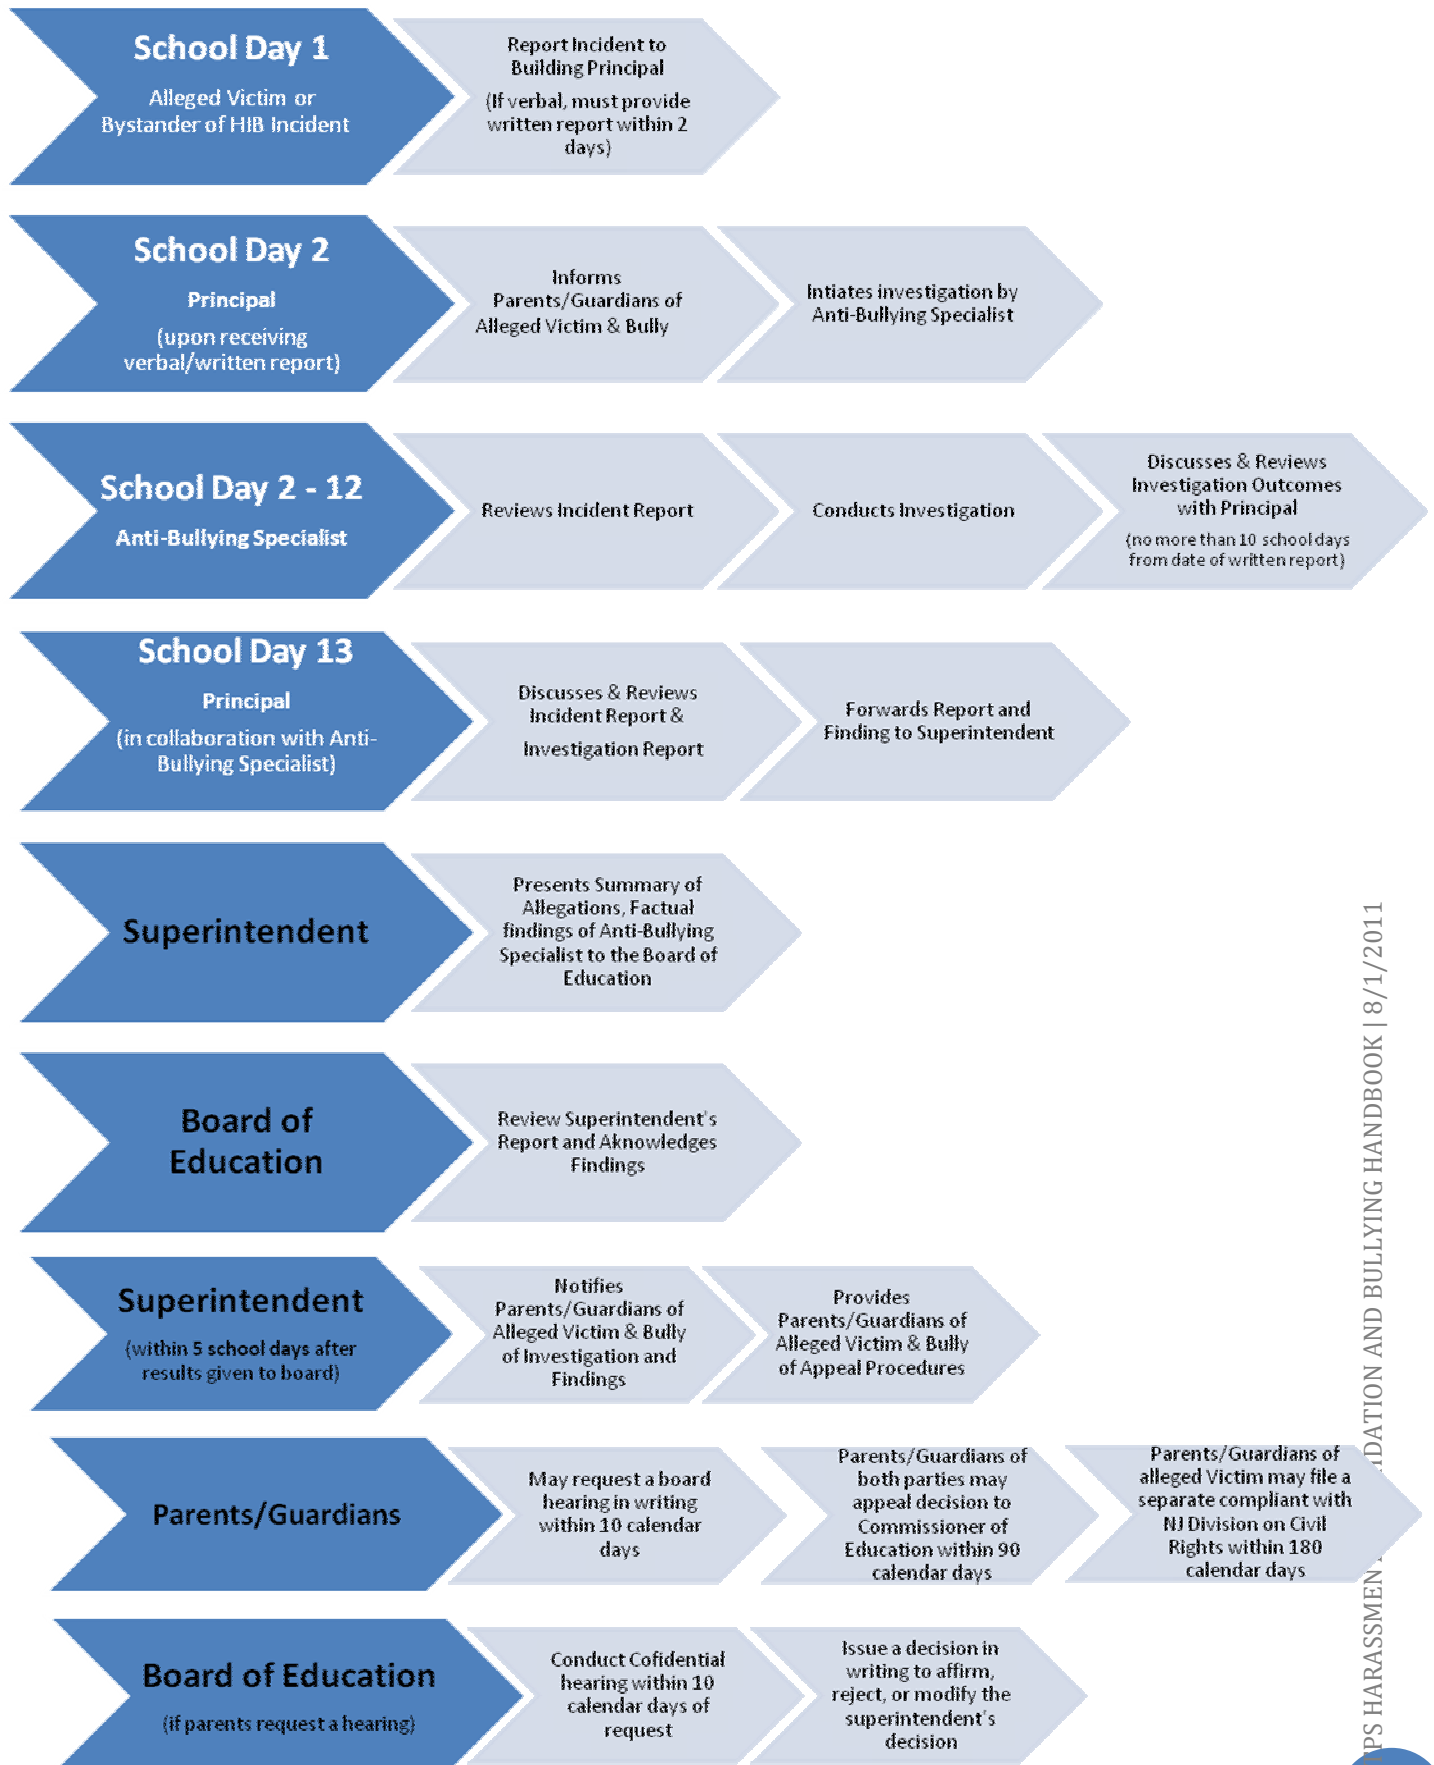 School Day 1
Alleged Victim or
Bystander of HIB Incident
Report Incident to
Building Principal
(If verbal, must provide
written report within 2
days)
School Day 2
Principal
(upon receiving
verbal/written report)
Informs
Parents/Guardians of
Alleged Victim & Bully
Intiates investigation by
Anti-Bullying Specialist
School Day 2 - 12
Anti-Bullying Specialist
Reviews Incident Report
Conducts Investigation
Discusses & Reviews
Investigation Outcomes
with Principal
(no more than 10 school days
from date of written report)
School Day 13
Principal
(in collaboration with Anti-
Bullying Specialist)
Discusses & Reviews
Incident Report &
Investigation Report
Forwards Report and
Finding to Superintendent
Superintendent
Presents Summary of
Allegations, Factual
findings of Anti-Bullying
Specialist to the Board of
Education
Board of
Education
Review Superintendent's
Report and Aknowledges
Findings
Superintendent
(within 5 school days after
results given to board)
Notifies
Parents/Guardians of
Alleged Victim & Bully
of Investigation and
Findings
Provides
Parents/Guardians of
Alleged Victim & Bully
of Appeal Procedures
Parents/Guardians
May request a board
hearing in writing
within 10 calendar
days
Parents/Guardians of
both parties may
appeal decision to
Commissioner of
Education within 90
calendar days
Parents/Guardians of
alleged Victim may file a
separate compliant with
NJ Division on Civil
Rights within 180
calendar days
Board of Education
(if parents request a hearing)
Conduct Cofidential
hearing within 10
calendar days of
request
Issue a decision in
writing to affirm,
reject, or modify the
superintendent's
decision
HARASSMEN IDATION AND BULLYING HANDBOOK | 8/1/2011